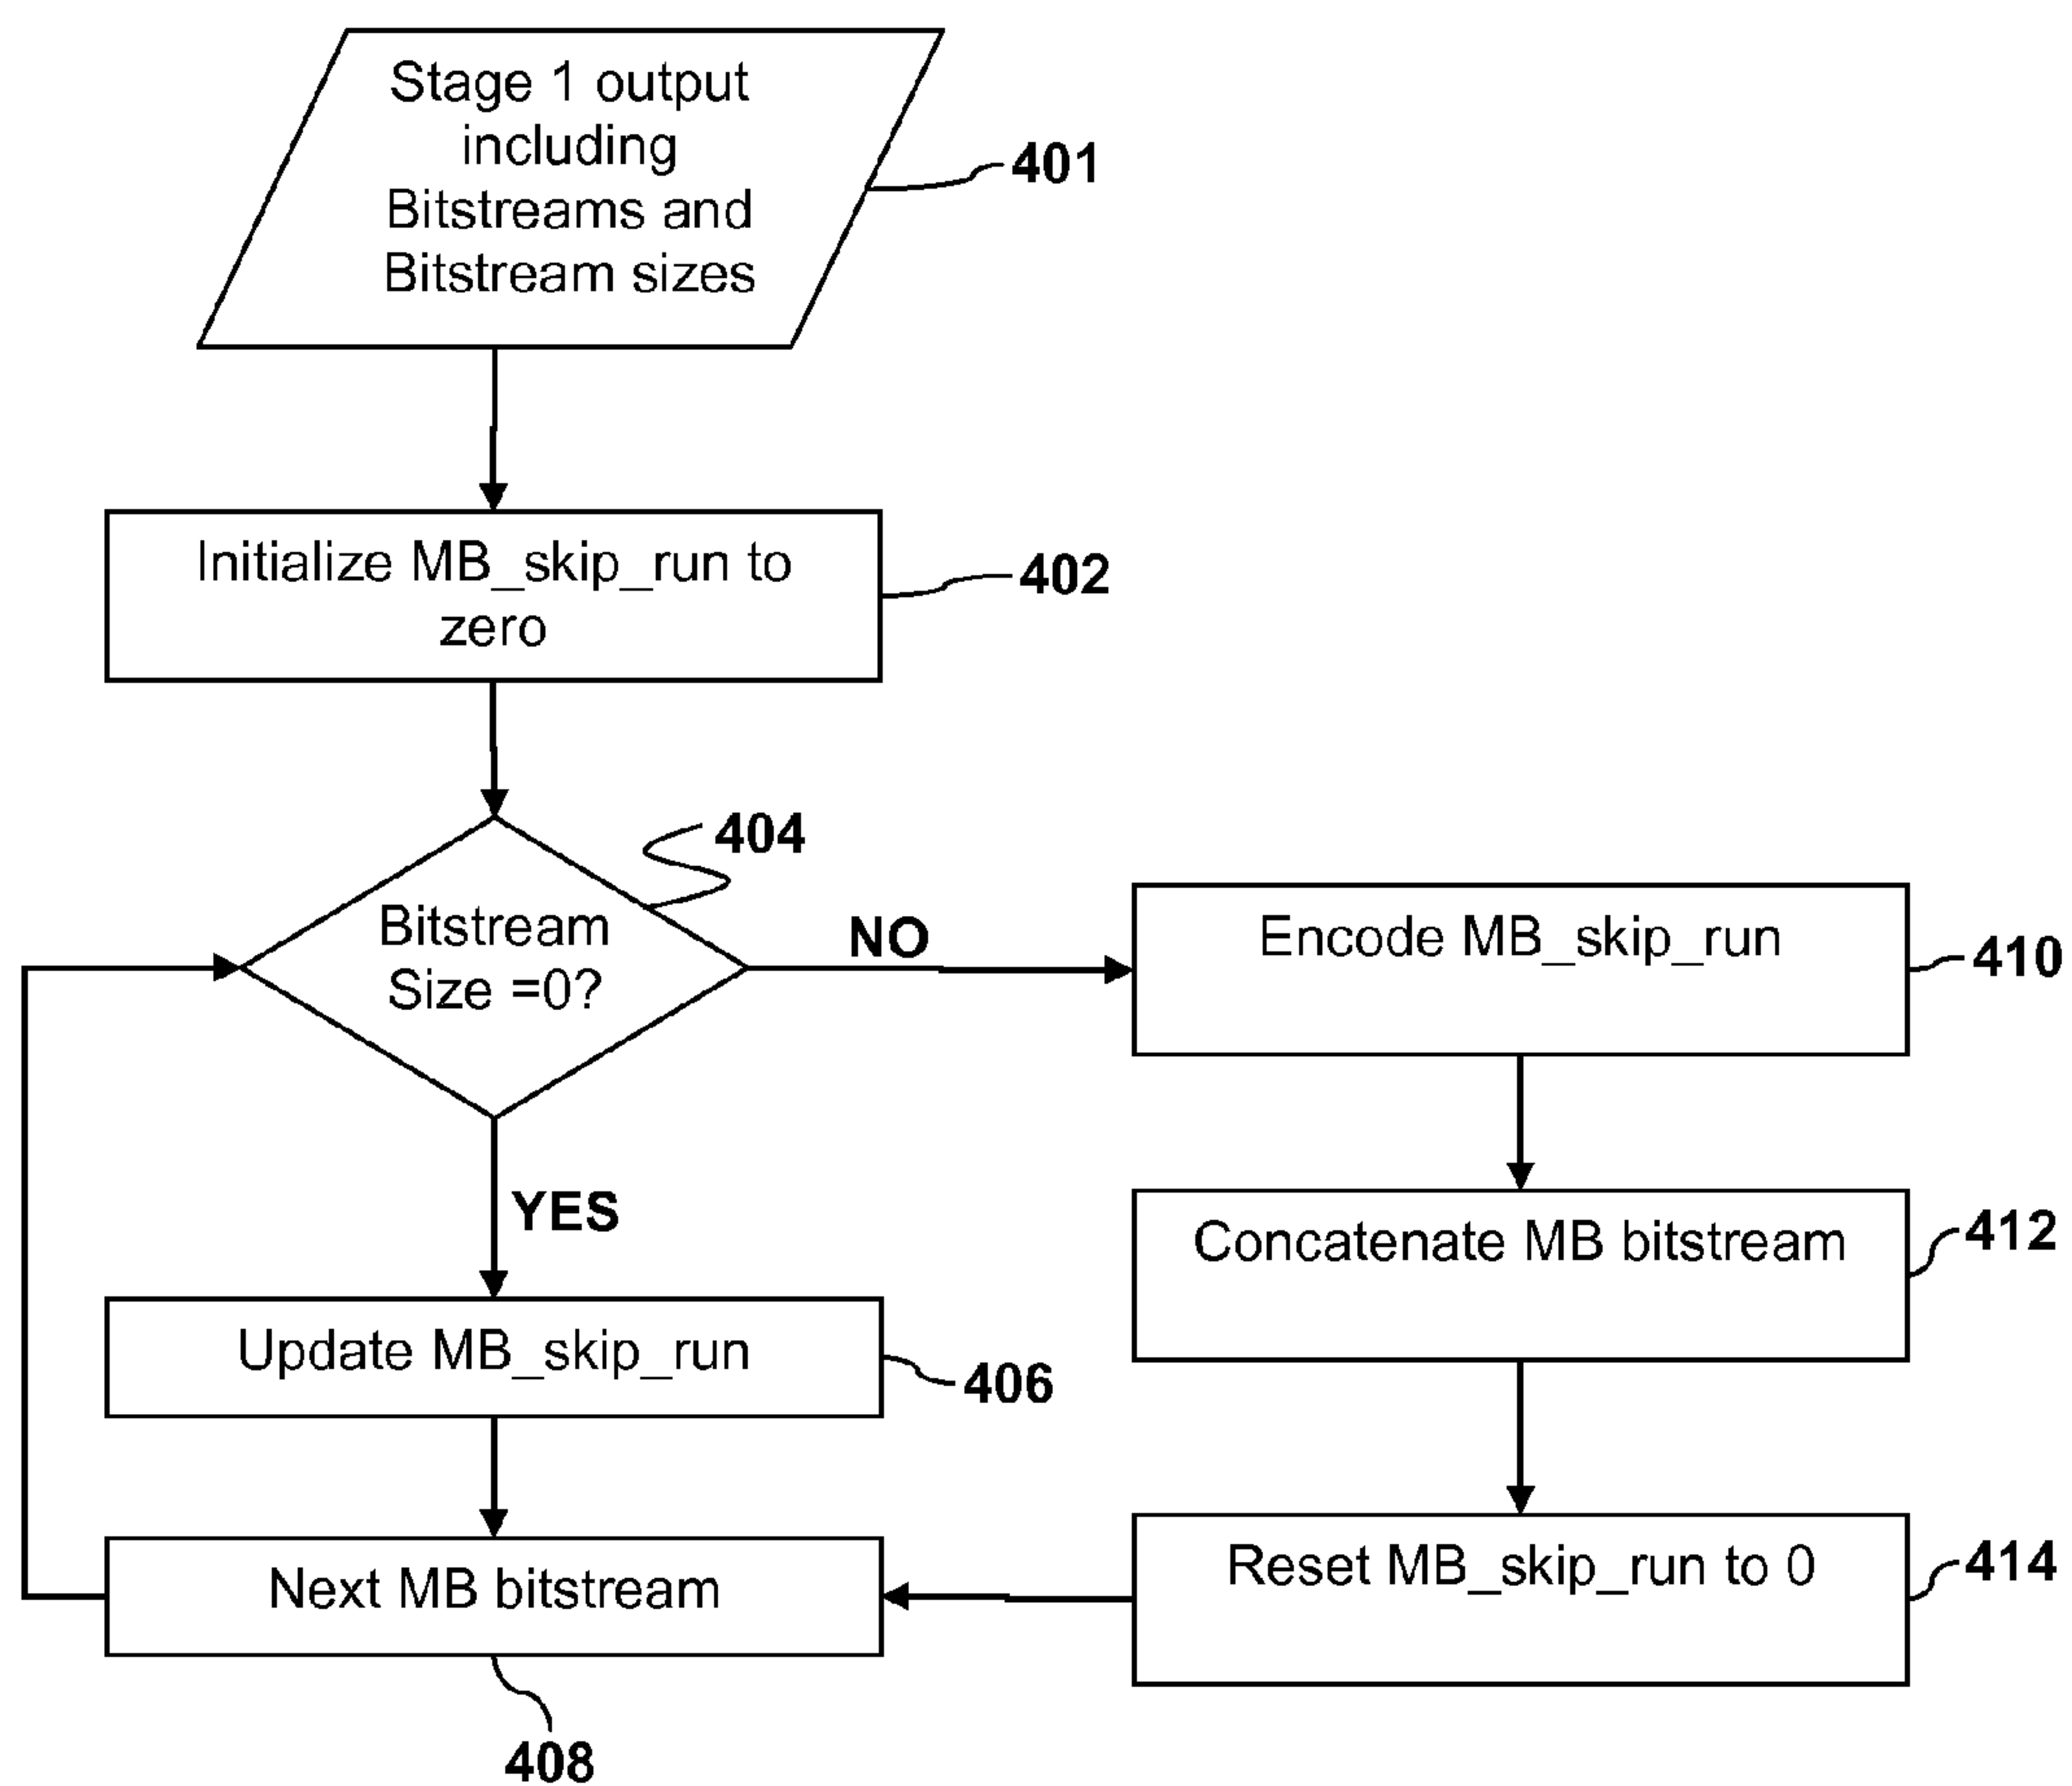 Stage 1 output
including
Bitstreams and
Bitstream sizes
401
Initialize MB_skip_run to
zero
402
404
Bitstream
Size =0?
NO
YES
Encode MB_skip_run
410
Concatenate MB bitstream
412
Update MB_skip_run
406
Next MB bitstream
408
Reset MB_skip_run to 0
414